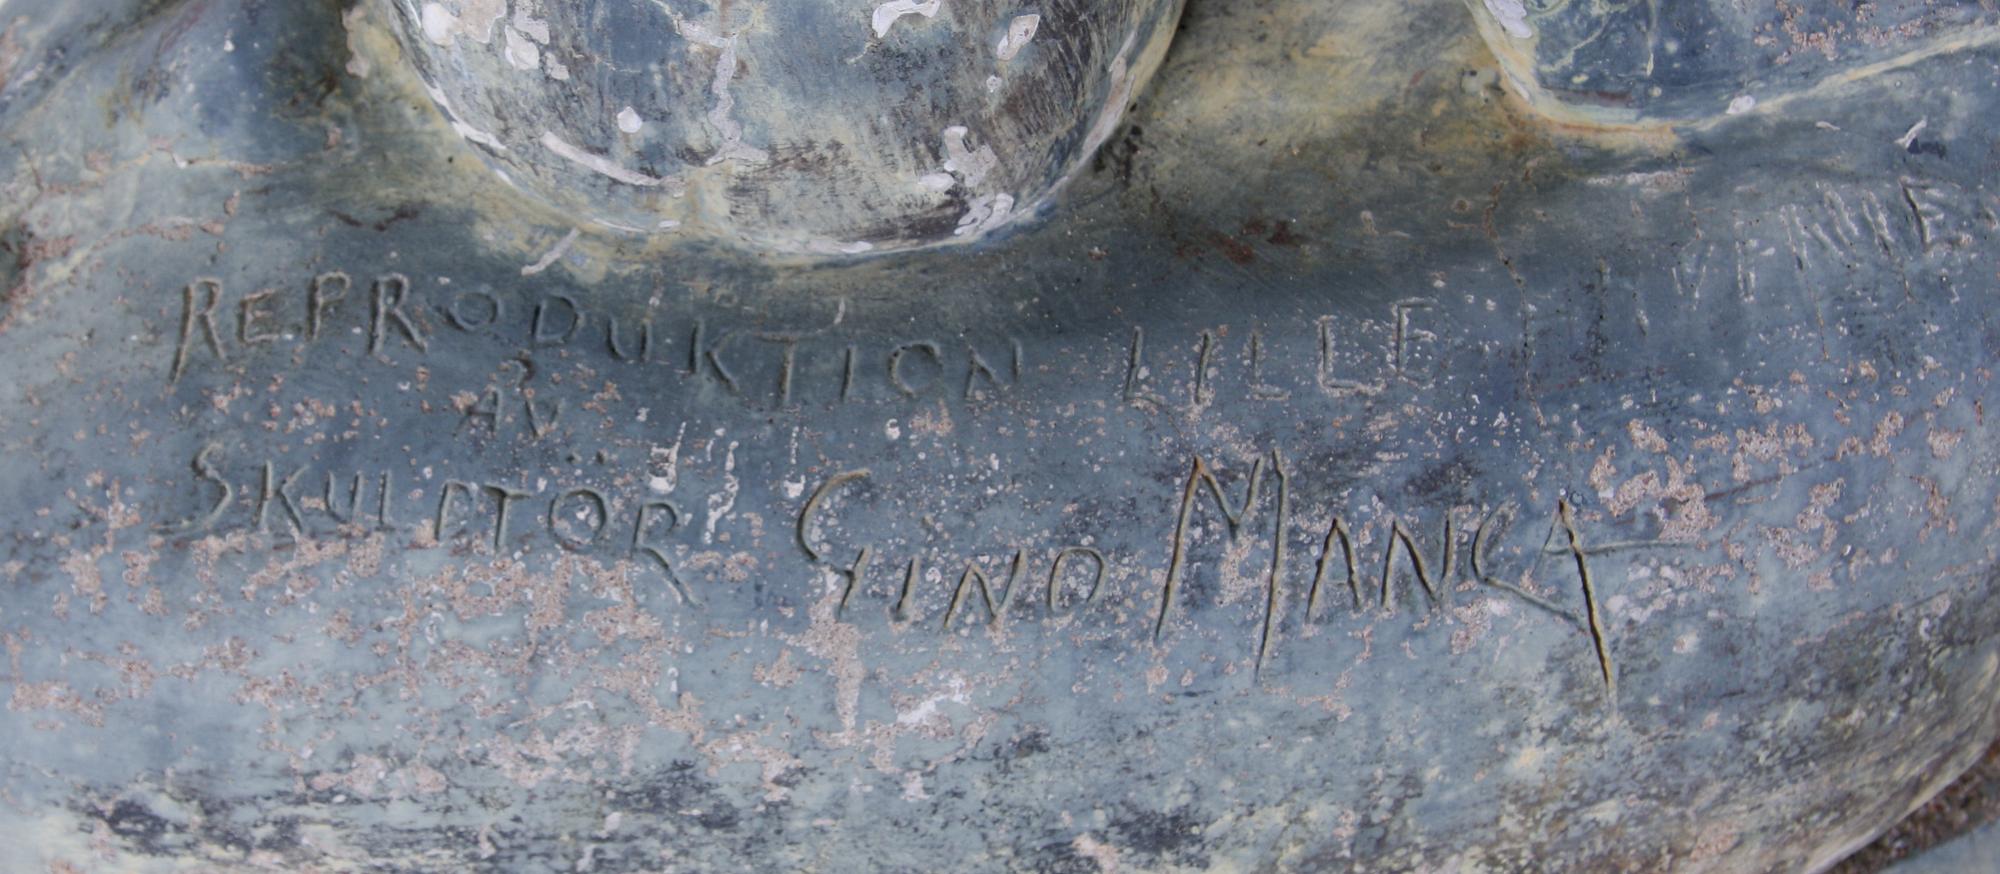 REPRODUKTION LILLE
AV
SKULPTÖR GINO MANCA